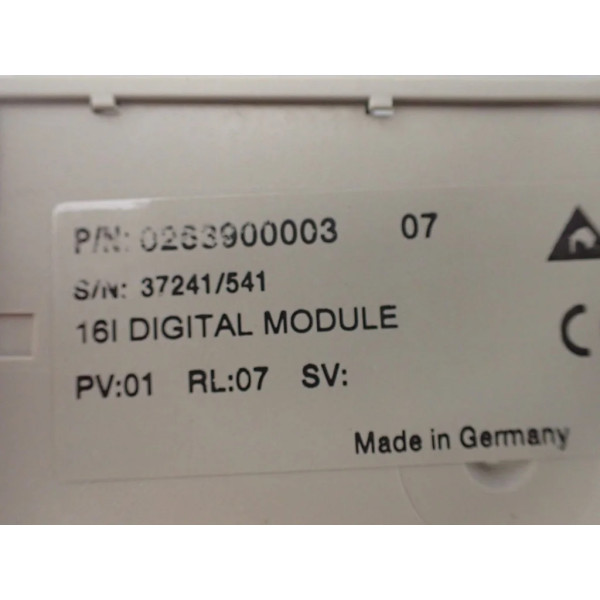 P/N: 0263900003 07
S/N: 37241/541
16I DIGITAL MODULE
PV:01 RL:07 SV:
Made in Germany